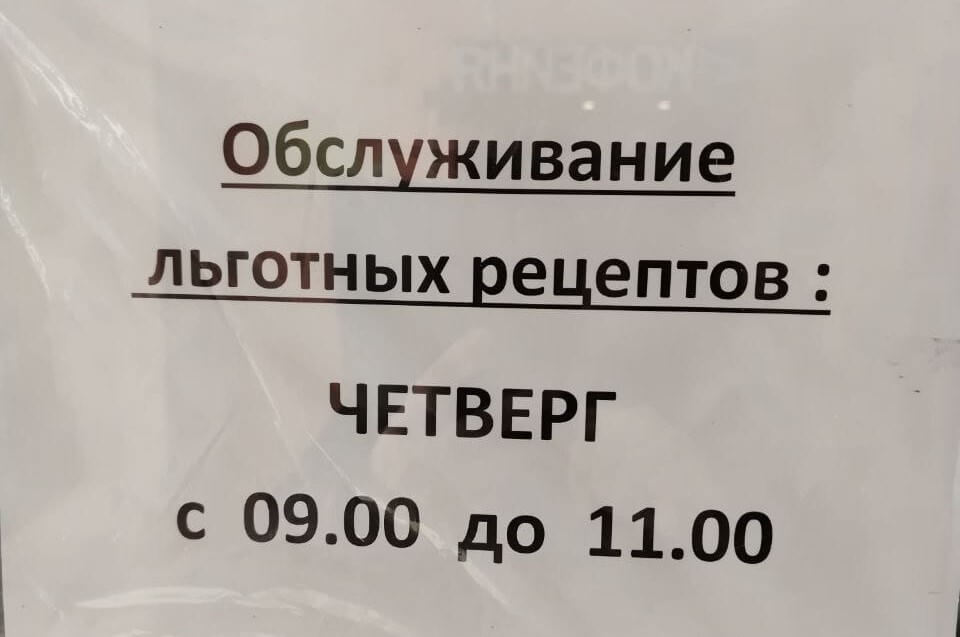 Обслуживание
льготных рецептов :
ЧЕТВЕРГ
с 09.00 до 11.00